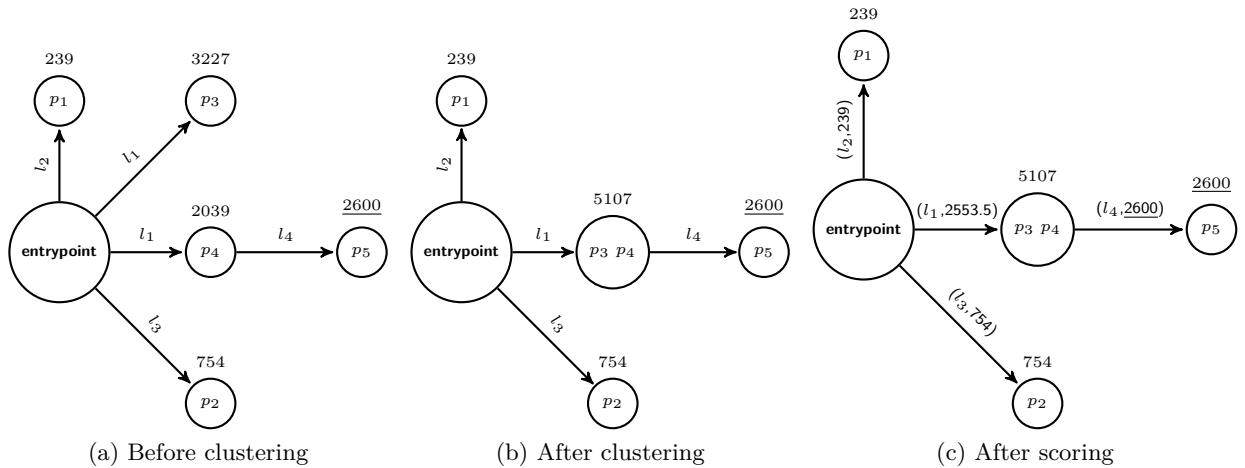 239
p1
3227
p3
l2
l1
entrypoint
l1
2039
p4
l4
2600
p5
l3
754
p2
(a) Before clustering
239
p1
l2
entrypoint
l1
5107
p3 p4
l4
2600
p5
l3
754
p2
(b) After clustering
239
p1
(l2,239)
entrypoint
(l1,2553.5)
5107
p3 p4
(l4,2600)
2600
p5
(l3,754)
754
p2
(c) After scoring